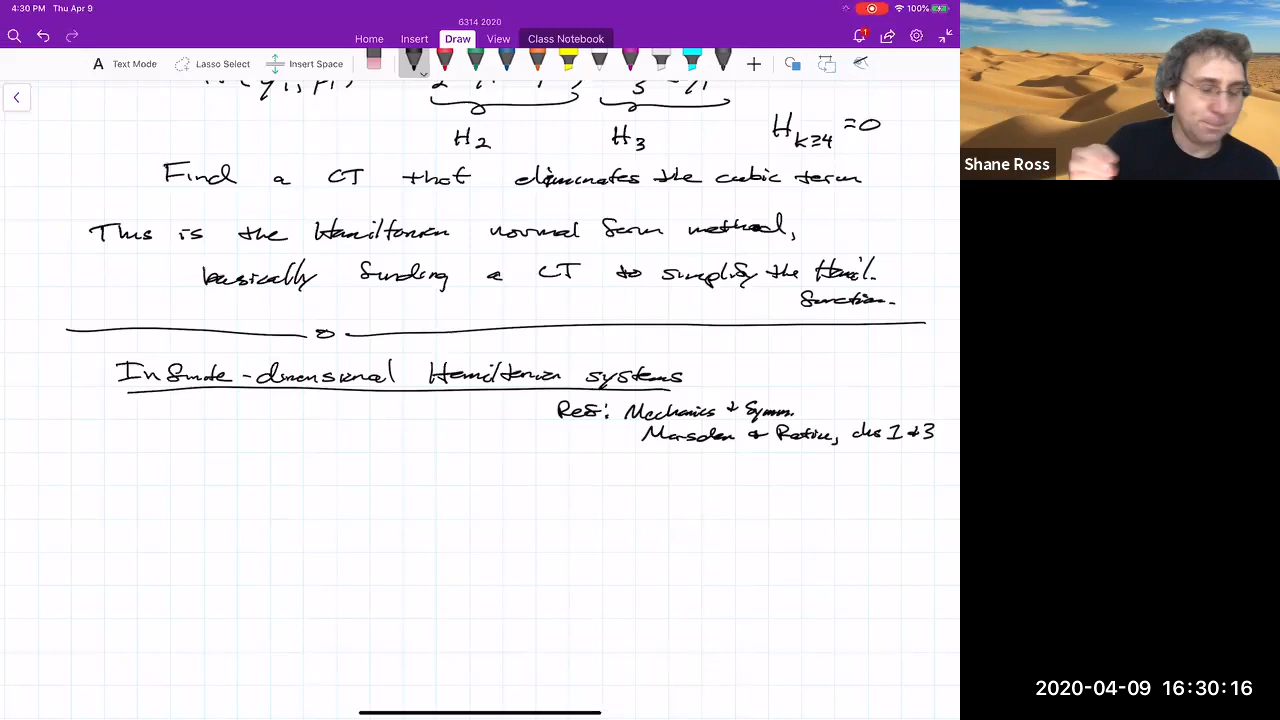 4:30 PM Thu Apr 9
100%
6314 2020
Home Insert Draw View Class Notebook
Text Mode Lasso Select Insert Space
H2 H3 H k≥4 = 0
Find a CT that eliminates the cubic term
This is the Hamiltonian normal form method,
basically finding a CT to simplify the Hamil.
function.
Infinite-dimensional Hamiltonian systems
Ref: Mechanics & Symm.
Marsden & Ratiu, chs 1 & 3
Shane Ross
2020-04-09 16:30:16